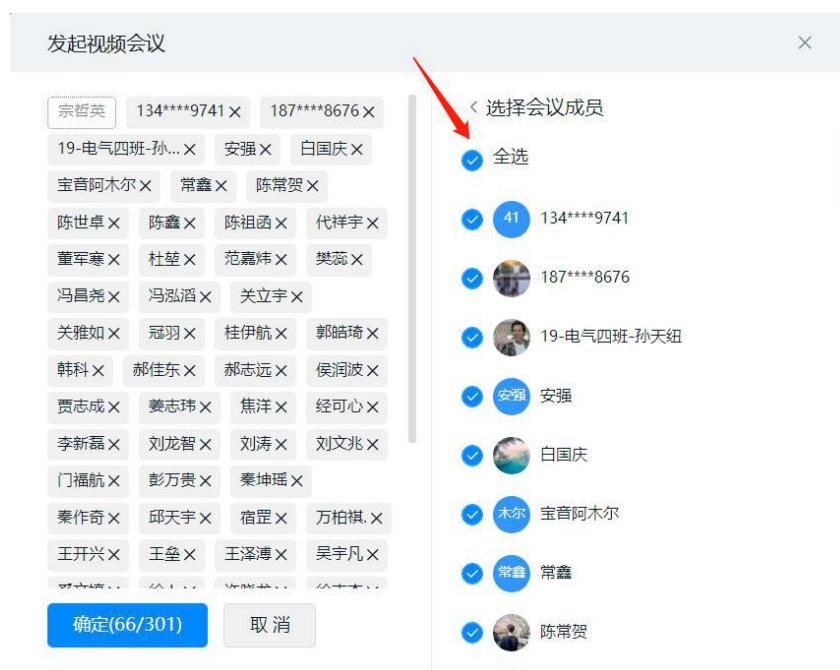 发起视频会议
宗哲英 134****9741 × 187****8676 ×
19-电气四班-孙... × 安强 × 白国庆 ×
宝音阿木尔 × 常鑫 × 陈常贺 ×
陈世卓 × 陈鑫 × 陈祖函 × 代祥宇 ×
董军骞 × 杜堃 × 范嘉炜 × 樊蕊 ×
冯昌尧 × 冯泓滔 × 关立宇 ×
关雅如 × 冠羽 × 桂伊航 × 郭皓琦 ×
韩科 × 郝佳东 × 郝志远 × 侯润波 ×
贾志成 × 姜志玮 × 焦洋 × 经可心 ×
李新磊 × 刘龙智 × 刘涛 × 刘文兆 ×
门福航 × 彭万贵 × 秦坤瑶 ×
秦作奇 × 邱天宇 × 宿罡 × 万柏祺. ×
王开兴 × 王垒 × 王泽溥 × 吴宇凡 ×
确定(66/301) 取消
< 选择会议成员
全选
41 134****9741
187****8676
19-电气四班-孙天纽
安强 安强
白国庆
木尔 宝音阿木尔
常鑫 常鑫
陈常贺